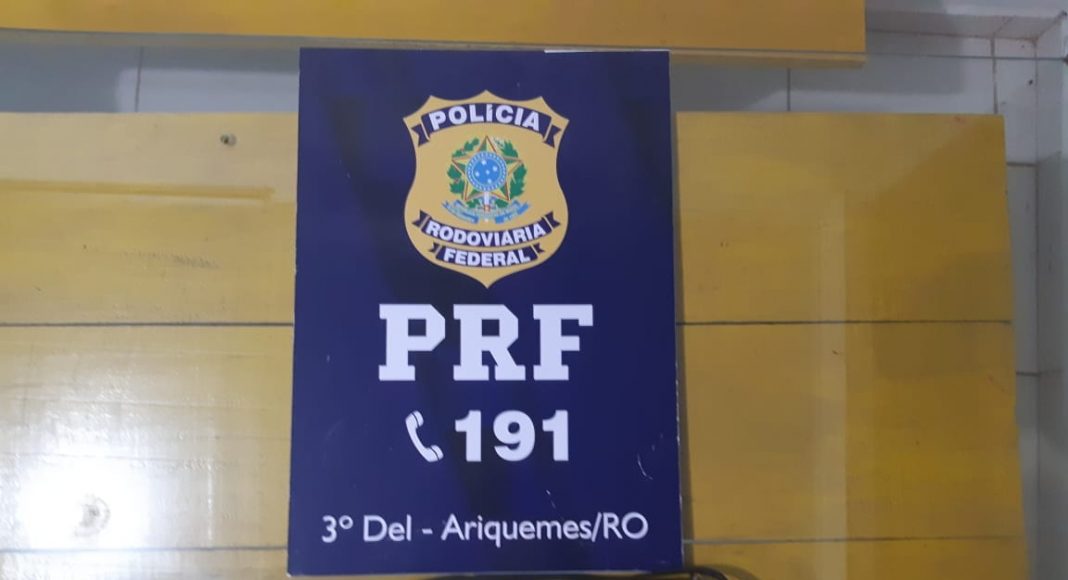 POLÍCIA
RODOVIÁRIA
FEDERAL
PRF
191
3º Del - Ariquemes/RO